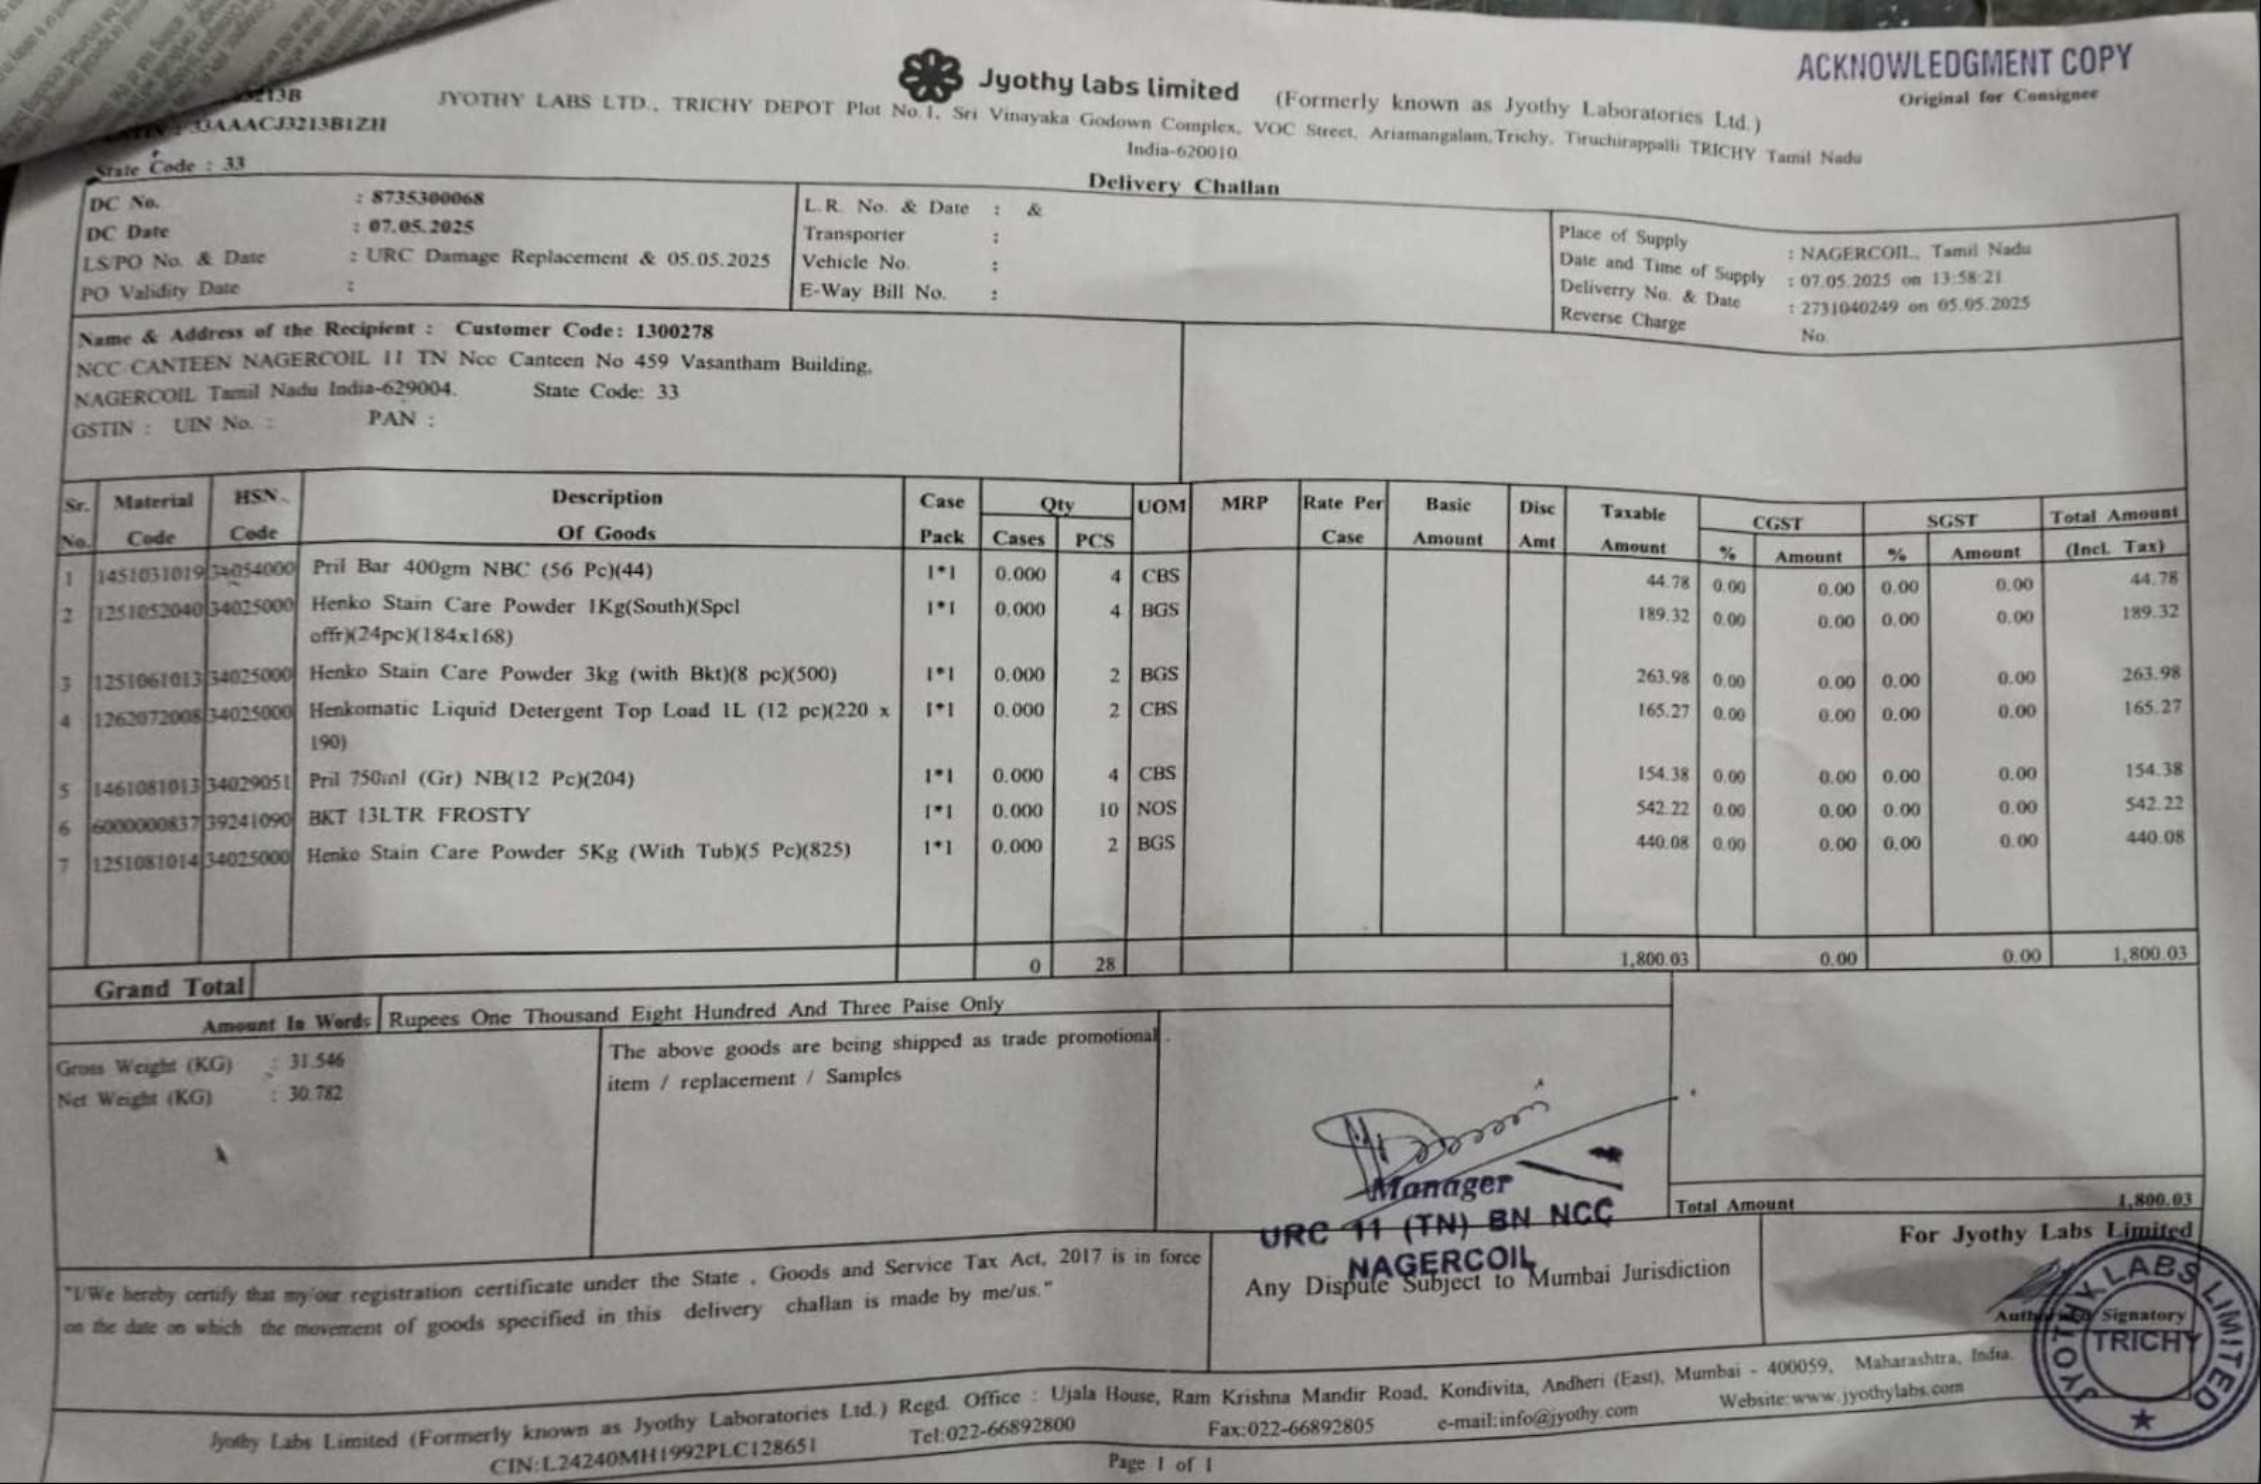 ACKNOWLEDGMENT COPY
Original for Consignee
Jyothy labs limited (Formerly known as Jyothy Laboratories Ltd.)
33AAACJ3213B1ZH
JYOTHY LABS LTD., TRICHY DEPOT Plot No.1, Sri Vinayaka Godown Complex, VOC Street, Ariamangalam,Trichy, Tiruchirappalli TRICHY Tamil Nadu
India-620010
State Code : 33
Delivery Challan
DC No. : 8735300068
DC Date : 07.05.2025
LS/PO No. & Date : URC Damage Replacement & 05.05.2025
PO Validity Date :
L.R. No. & Date : &
Transporter :
Vehicle No. :
E-Way Bill No. :
Place of Supply : NAGERCOIL, Tamil Nadu
Date and Time of Supply : 07.05.2025 on 13:58:21
Deliverry No. & Date : 2731040249 on 05.05.2025
Reverse Charge No.
Name & Address of the Recipient : Customer Code: 1300278
NCC CANTEEN NAGERCOIL 11 TN Ncc Canteen No 459 Vasantham Building,
NAGERCOIL Tamil Nadu India-629004. State Code: 33
GSTIN : UIN No. : PAN :
Sr. No. Material Code HSN Code Description Of Goods Case Pack Qty Cases PCS UOM MRP Rate Per Case Basic Amount Disc Amt Taxable Amount CGST % Amount SGST % Amount Total Amount (Incl. Tax)
1 1451031019 34054000 Pril Bar 400gm NBC (56 Pc)(44) 1*1 0.000 4 CBS 44.78 0.00 0.00 0.00 0.00 44.78
2 1251052040 34025000 Henko Stain Care Powder 1Kg(South)(Spcl 1*1 0.000 4 BGS 189.32 0.00 0.00 0.00 0.00 189.32
offr)(24pc)(184x168)
3 1251061013 34025000 Henko Stain Care Powder 3kg (with Bkt)(8 pc)(500) 1*1 0.000 2 BGS 263.98 0.00 0.00 0.00 0.00 263.98
4 1262072008 34025000 Henkomatic Liquid Detergent Top Load 1L (12 pc)(220 x 1*1 0.000 2 CBS 165.27 0.00 0.00 0.00 0.00 165.27
190)
5 1461081013 34029051 Pril 750ml (Gr) NB(12 Pc)(204) 1*1 0.000 4 CBS 154.38 0.00 0.00 0.00 0.00 154.38
6 6000000837 39241090 BKT 13LTR FROSTY 1*1 0.000 10 NOS 542.22 0.00 0.00 0.00 0.00 542.22
7 1251081014 34025000 Henko Stain Care Powder 5Kg (With Tub)(5 Pc)(825) 1*1 0.000 2 BGS 440.08 0.00 0.00 0.00 0.00 440.08
Grand Total 0 28 1,800.03 0.00 0.00 1,800.03
Amount In Words Rupees One Thousand Eight Hundred And Three Paise Only
Gross Weight (KG) : 31.546
Net Weight (KG) : 30.782
The above goods are being shipped as trade promotional
item / replacement / Samples
Manager
URC 11 (TN) BN NCC
NAGERCOIL
Total Amount 1,800.03
"I/We hereby certify that my/our registration certificate under the State , Goods and Service Tax Act, 2017 is in force
on the date on which the movement of goods specified in this delivery challan is made by me/us."
Any Dispute Subject to Mumbai Jurisdiction
For Jyothy Labs Limited
Signatory
JYOTHY LABS LIMITED
TRICHY
Jyothy Labs Limited (Formerly known as Jyothy Laboratories Ltd.) Regd. Office : Ujala House, Ram Krishna Mandir Road, Kondivita, Andheri (East), Mumbai - 400059, Maharashtra, India.
CIN:L24240MH1992PLC128651 Tel:022-66892800 Fax:022-66892805 e-mail:info@jyothy.com Website:www.jyothylabs.com
Page 1 of 1